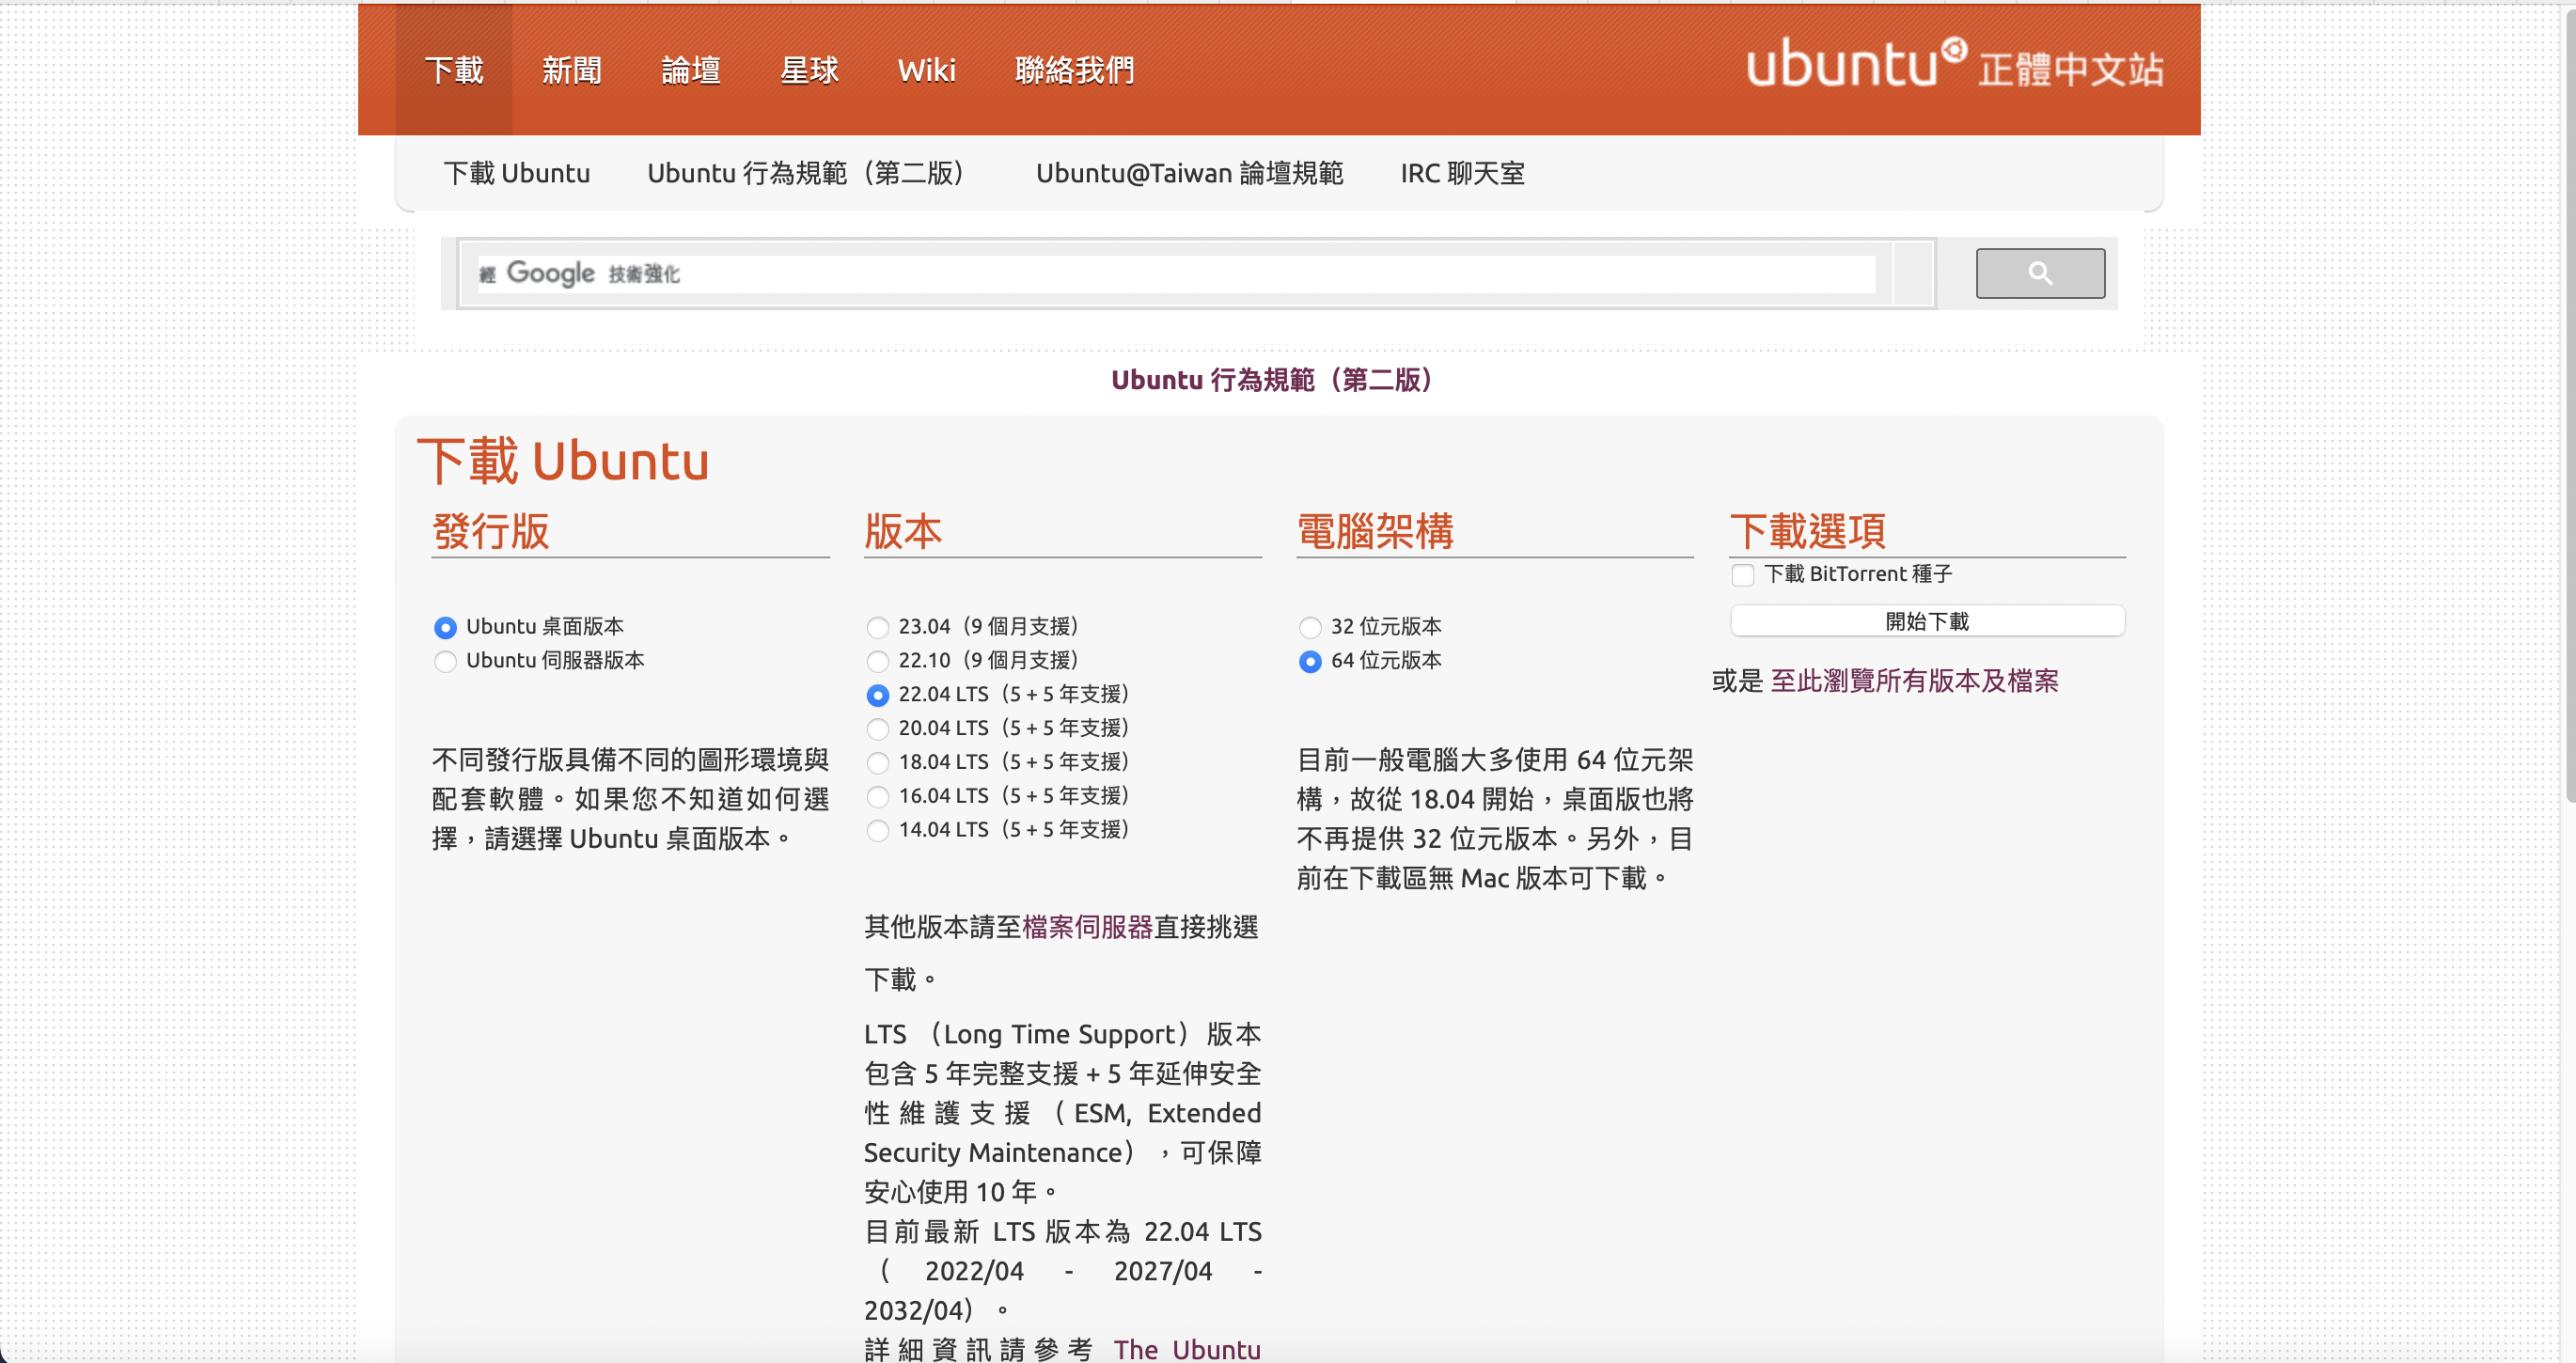 下載 新聞 論壇 星球 Wiki 聯絡我們
ubuntu 正體中文站
下載 Ubuntu Ubuntu 行為規範（第二版） Ubuntu@Taiwan 論壇規範 IRC 聊天室
經 Google 技術強化
Ubuntu 行為規範（第二版）
下載 Ubuntu
發行版
Ubuntu 桌面版本
Ubuntu 伺服器版本
不同發行版具備不同的圖形環境與
配套軟體。如果您不知道如何選
擇，請選擇 Ubuntu 桌面版本。
版本
23.04（9 個月支援）
22.10（9 個月支援）
22.04 LTS（5 + 5 年支援）
20.04 LTS（5 + 5 年支援）
18.04 LTS（5 + 5 年支援）
16.04 LTS（5 + 5 年支援）
14.04 LTS（5 + 5 年支援）
其他版本請至檔案伺服器直接挑選
下載。
LTS （Long Time Support）版本
包含 5 年完整支援 + 5 年延伸安全
性維護支援（ESM, Extended
Security Maintenance），可保障
安心使用 10 年。
目前最新 LTS 版本為 22.04 LTS
（ 2022/04 - 2027/04 -
2032/04）。
詳細資訊請參考 The Ubuntu
電腦架構
32 位元版本
64 位元版本
目前一般電腦大多使用 64 位元架
構，故從 18.04 開始，桌面版也將
不再提供 32 位元版本。另外，目
前在下載區無 Mac 版本可下載。
下載選項
下載 BitTorrent 種子
開始下載
或是 至此瀏覽所有版本及檔案